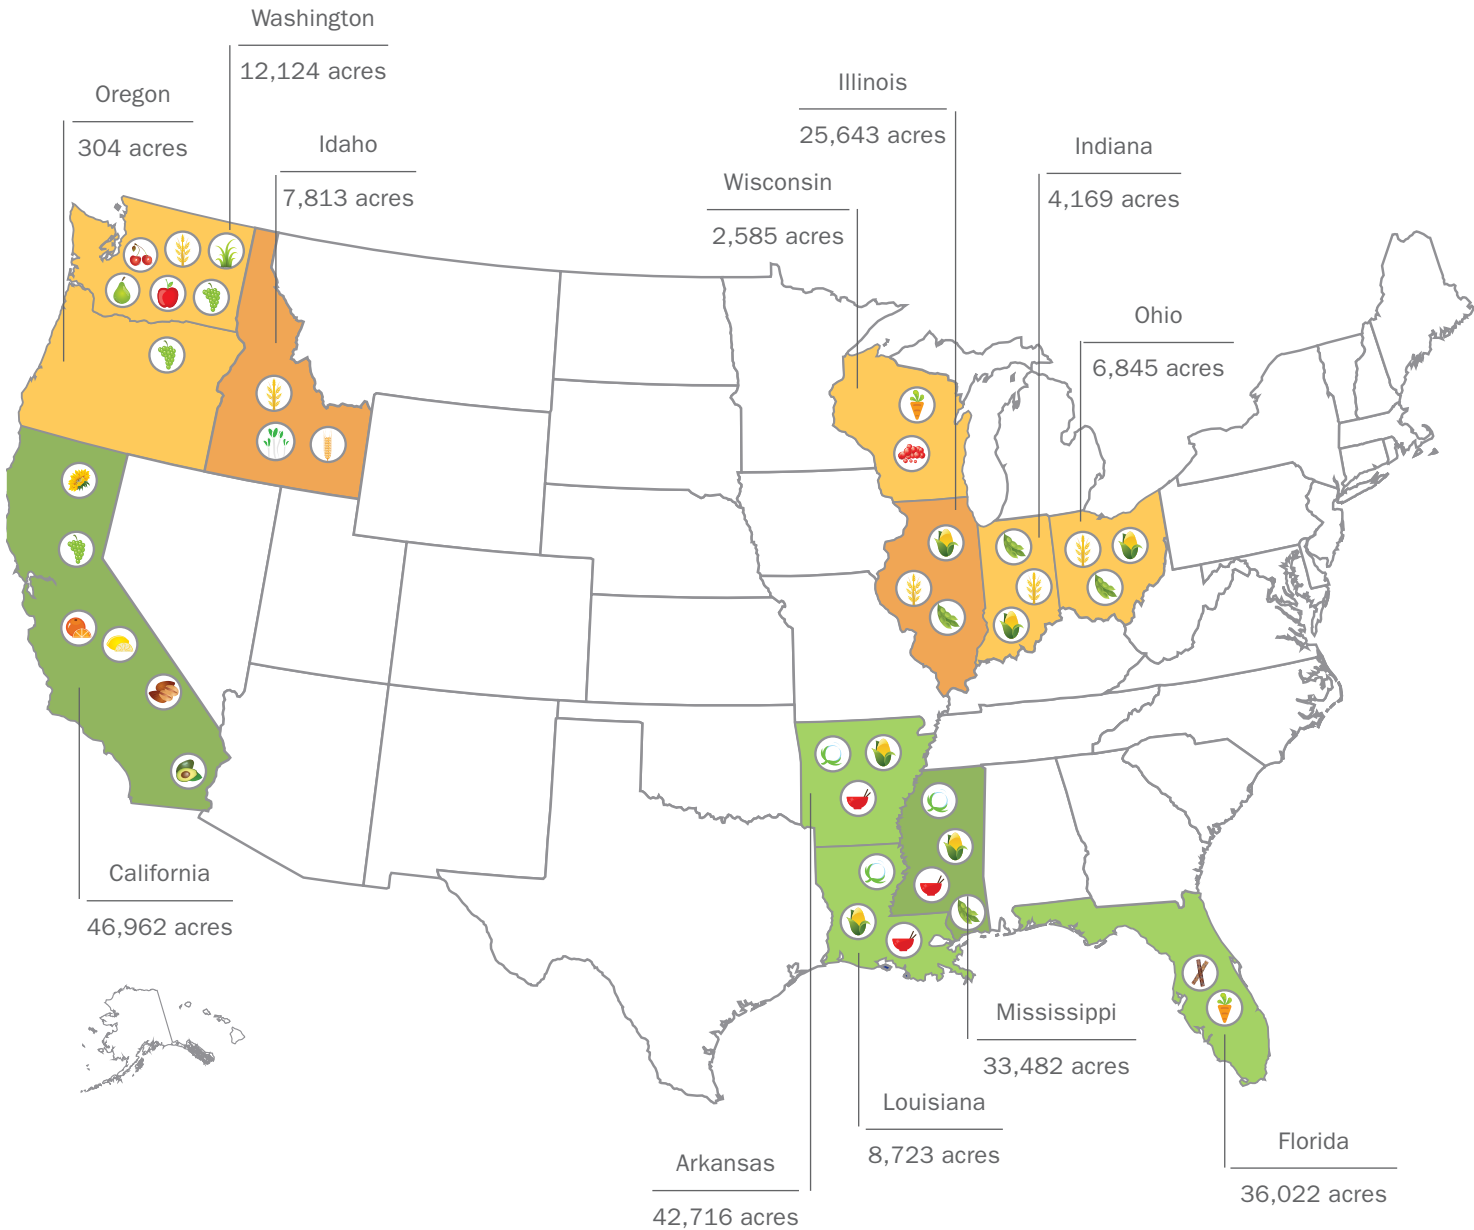 Washington
12,124 acres
Oregon
304 acres
Idaho
7,813 acres
Illinois
25,643 acres
Wisconsin
2,585 acres
Indiana
4,169 acres
Ohio
6,845 acres
California
46,962 acres
Mississippi
33,482 acres
Louisiana
8,723 acres
Arkansas
42,716 acres
Florida
36,022 acres